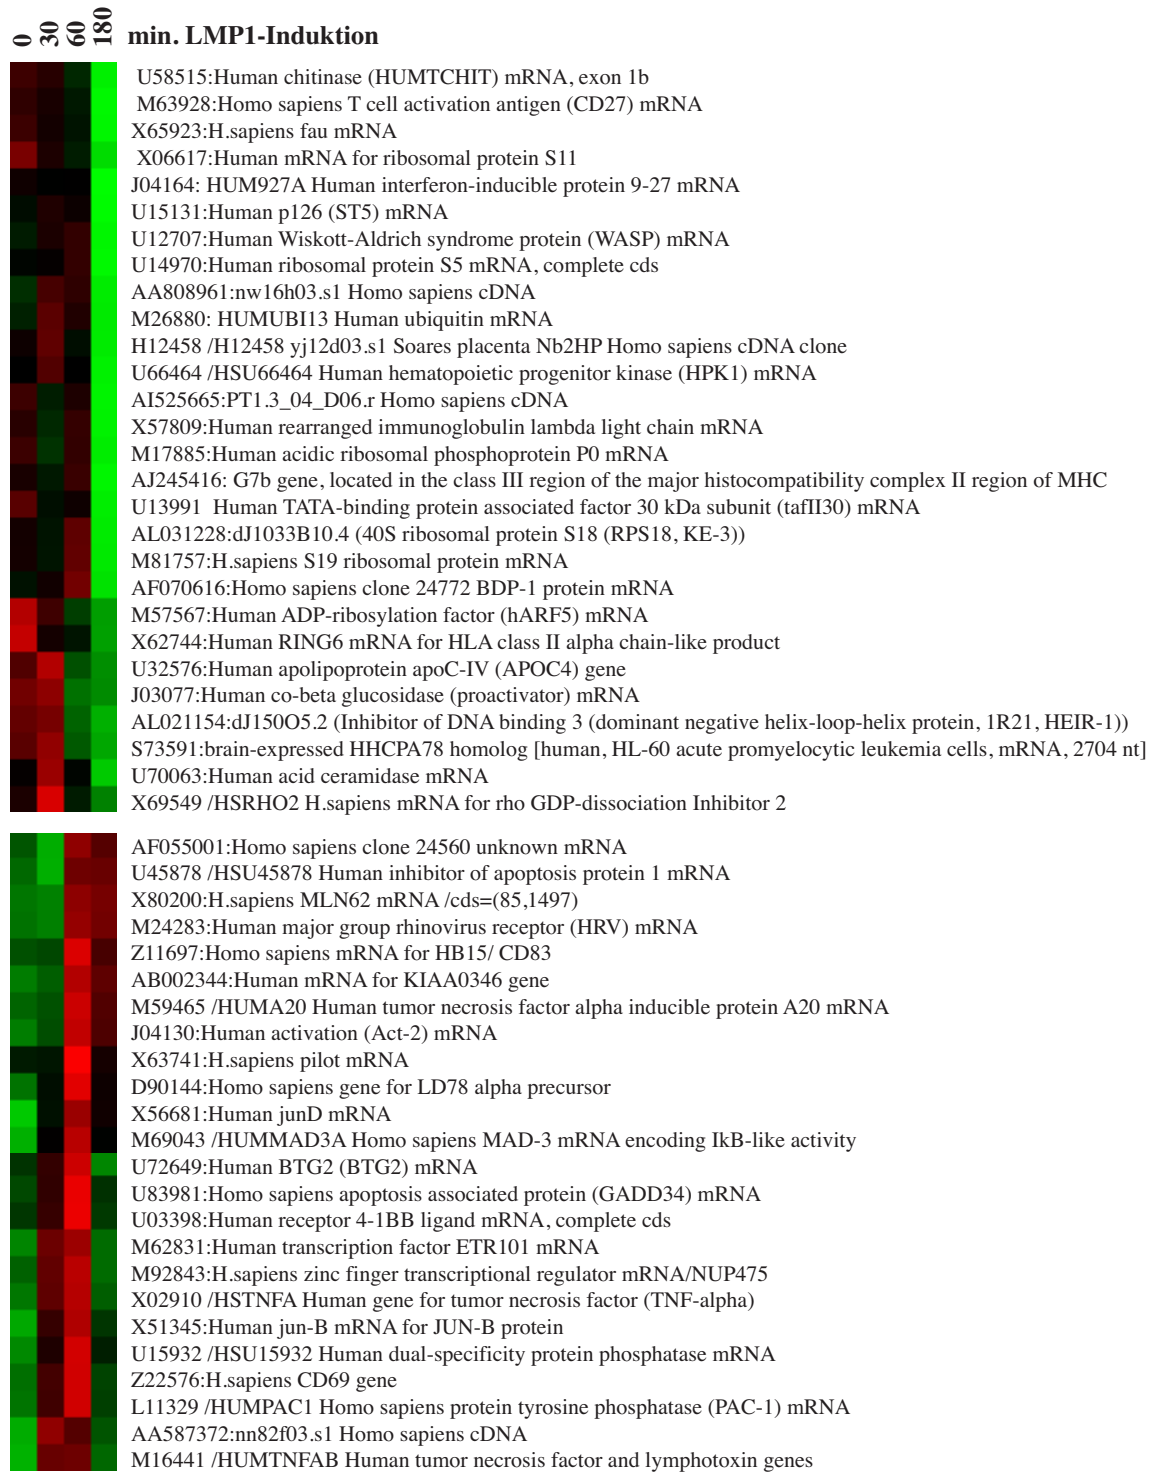 0 30 60 180 min. LMP1-Induktion
U58515:Human chitinase (HUMTCHIT) mRNA, exon 1b
M63928:Homo sapiens T cell activation antigen (CD27) mRNA
X65923:H.sapiens fau mRNA
X06617:Human mRNA for ribosomal protein S11
J04164: HUM927A Human interferon-inducible protein 9-27 mRNA
U15131:Human p126 (ST5) mRNA
U12707:Human Wiskott-Aldrich syndrome protein (WASP) mRNA
U14970:Human ribosomal protein S5 mRNA, complete cds
AA808961:nw16h03.s1 Homo sapiens cDNA
M26880: HUMUBI13 Human ubiquitin mRNA
H12458 /H12458 yj12d03.s1 Soares placenta Nb2HP Homo sapiens cDNA clone
U66464 /HSU66464 Human hematopoietic progenitor kinase (HPK1) mRNA
AI525665:PT1.3_04_D06.r Homo sapiens cDNA
X57809:Human rearranged immunoglobulin lambda light chain mRNA
M17885:Human acidic ribosomal phosphoprotein P0 mRNA
AJ245416: G7b gene, located in the class III region of the major histocompatibility complex II region of MHC
U13991 Human TATA-binding protein associated factor 30 kDa subunit (tafII30) mRNA
AL031228:dJ1033B10.4 (40S ribosomal protein S18 (RPS18, KE-3))
M81757:H.sapiens S19 ribosomal protein mRNA
AF070616:Homo sapiens clone 24772 BDP-1 protein mRNA
M57567:Human ADP-ribosylation factor (hARF5) mRNA
X62744:Human RING6 mRNA for HLA class II alpha chain-like product
U32576:Human apolipoprotein apoC-IV (APOC4) gene
J03077:Human co-beta glucosidase (proactivator) mRNA
AL021154:dJ150O5.2 (Inhibitor of DNA binding 3 (dominant negative helix-loop-helix protein, 1R21, HEIR-1))
S73591:brain-expressed HHCPA78 homolog [human, HL-60 acute promyelocytic leukemia cells, mRNA, 2704 nt]
U70063:Human acid ceramidase mRNA
X69549 /HSRHO2 H.sapiens mRNA for rho GDP-dissociation Inhibitor 2
AF055001:Homo sapiens clone 24560 unknown mRNA
U45878 /HSU45878 Human inhibitor of apoptosis protein 1 mRNA
X80200:H.sapiens MLN62 mRNA /cds=(85,1497)
M24283:Human major group rhinovirus receptor (HRV) mRNA
Z11697:Homo sapiens mRNA for HB15/ CD83
AB002344:Human mRNA for KIAA0346 gene
M59465 /HUMA20 Human tumor necrosis factor alpha inducible protein A20 mRNA
J04130:Human activation (Act-2) mRNA
X63741:H.sapiens pilot mRNA
D90144:Homo sapiens gene for LD78 alpha precursor
X56681:Human junD mRNA
M69043 /HUMMAD3A Homo sapiens MAD-3 mRNA encoding IkB-like activity
U72649:Human BTG2 (BTG2) mRNA
U83981:Homo sapiens apoptosis associated protein (GADD34) mRNA
U03398:Human receptor 4-1BB ligand mRNA, complete cds
M62831:Human transcription factor ETR101 mRNA
M92843:H.sapiens zinc finger transcriptional regulator mRNA/NUP475
X02910 /HSTNFA Human gene for tumor necrosis factor (TNF-alpha)
X51345:Human jun-B mRNA for JUN-B protein
U15932 /HSU15932 Human dual-specificity protein phosphatase mRNA
Z22576:H.sapiens CD69 gene
L11329 /HUMPAC1 Homo sapiens protein tyrosine phosphatase (PAC-1) mRNA
AA587372:nn82f03.s1 Homo sapiens cDNA
M16441 /HUMTNFAB Human tumor necrosis factor and lymphotoxin genes